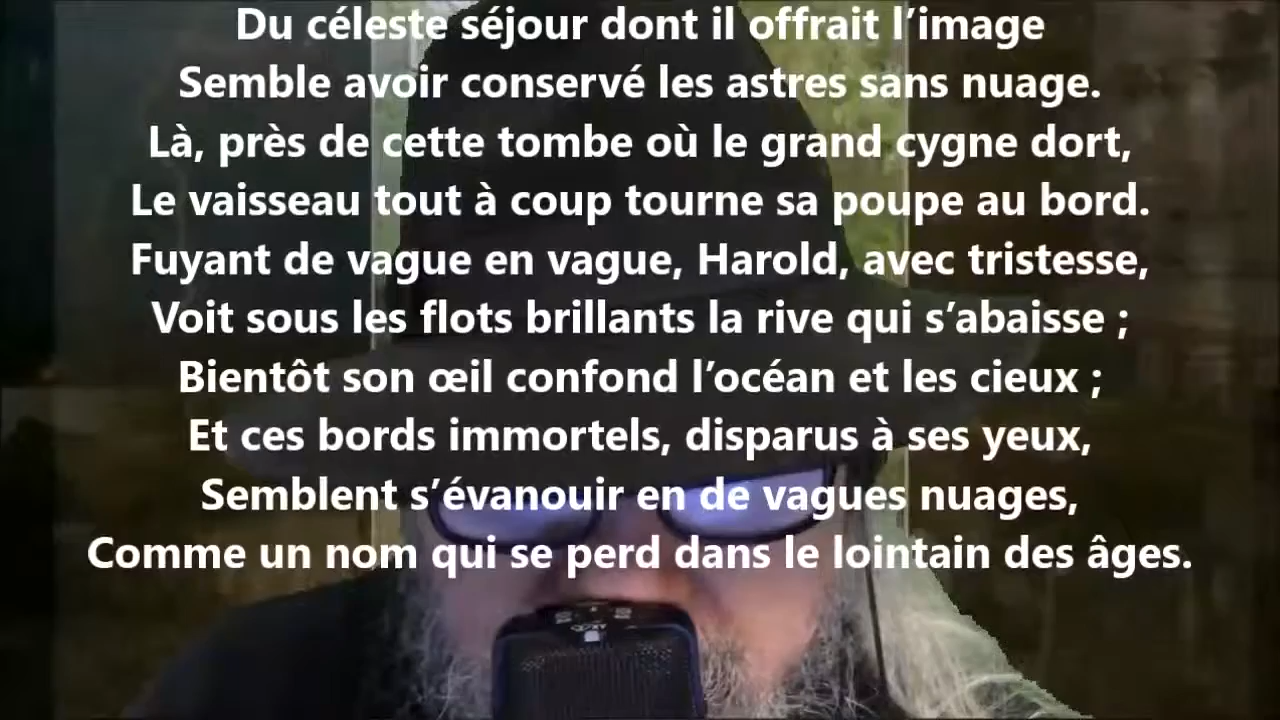 Du céleste séjour dont il offrait l’image
Semble avoir conservé les astres sans nuage.
Là, près de cette tombe où le grand cygne dort,
Le vaisseau tout à coup tourne sa poupe au bord.
Fuyant de vague en vague, Harold, avec tristesse,
Voit sous les flots brillants la rive qui s’abaisse ;
Bientôt son œil confond l’océan et les cieux ;
Et ces bords immortels, disparus à ses yeux,
Semblent s’évanouir en de vagues nuages,
Comme un nom qui se perd dans le lointain des âges.